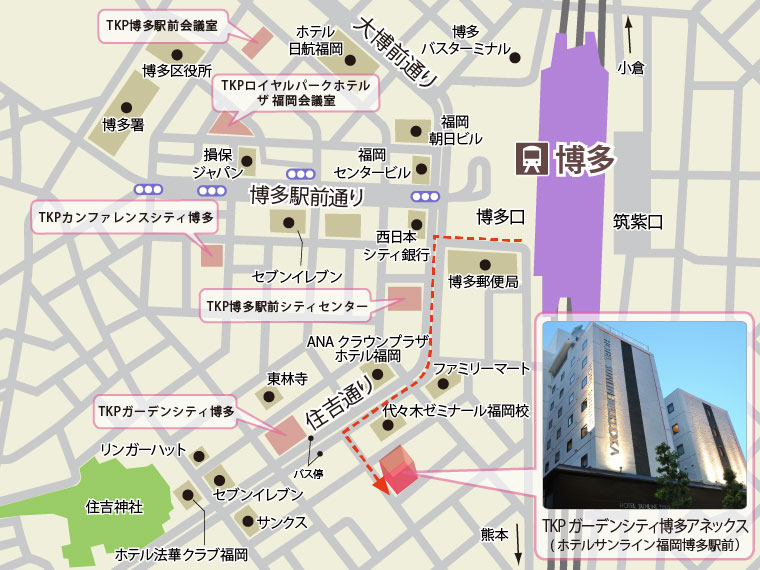 TKP博多駅前会議室
博多区役所
ホテル
日航福岡
大博前通り
博多
バスターミナル
小倉
TKPロイヤルパークホテル
ザ 福岡会議室
博多署
福岡
朝日ビル
損保
ジャパン
福岡
センタービル
博多
博多駅前通り
博多口
筑紫口
TKPカンファレンスシティ博多
西日本
シティ銀行
セブンイレブン
博多郵便局
TKP博多駅前シティセンター
ANA クラウンプラザ
ホテル福岡
ファミリーマート
東林寺
住吉通り
代々木ゼミナール福岡校
TKPガーデンシティ博多
リンガーハット
バス停
セブンイレブン
住吉神社
サンクス
ホテル法華クラブ福岡
熊本
TKP ガーデンシティ博多アネックス
(ホテルサンライン福岡博多駅前)